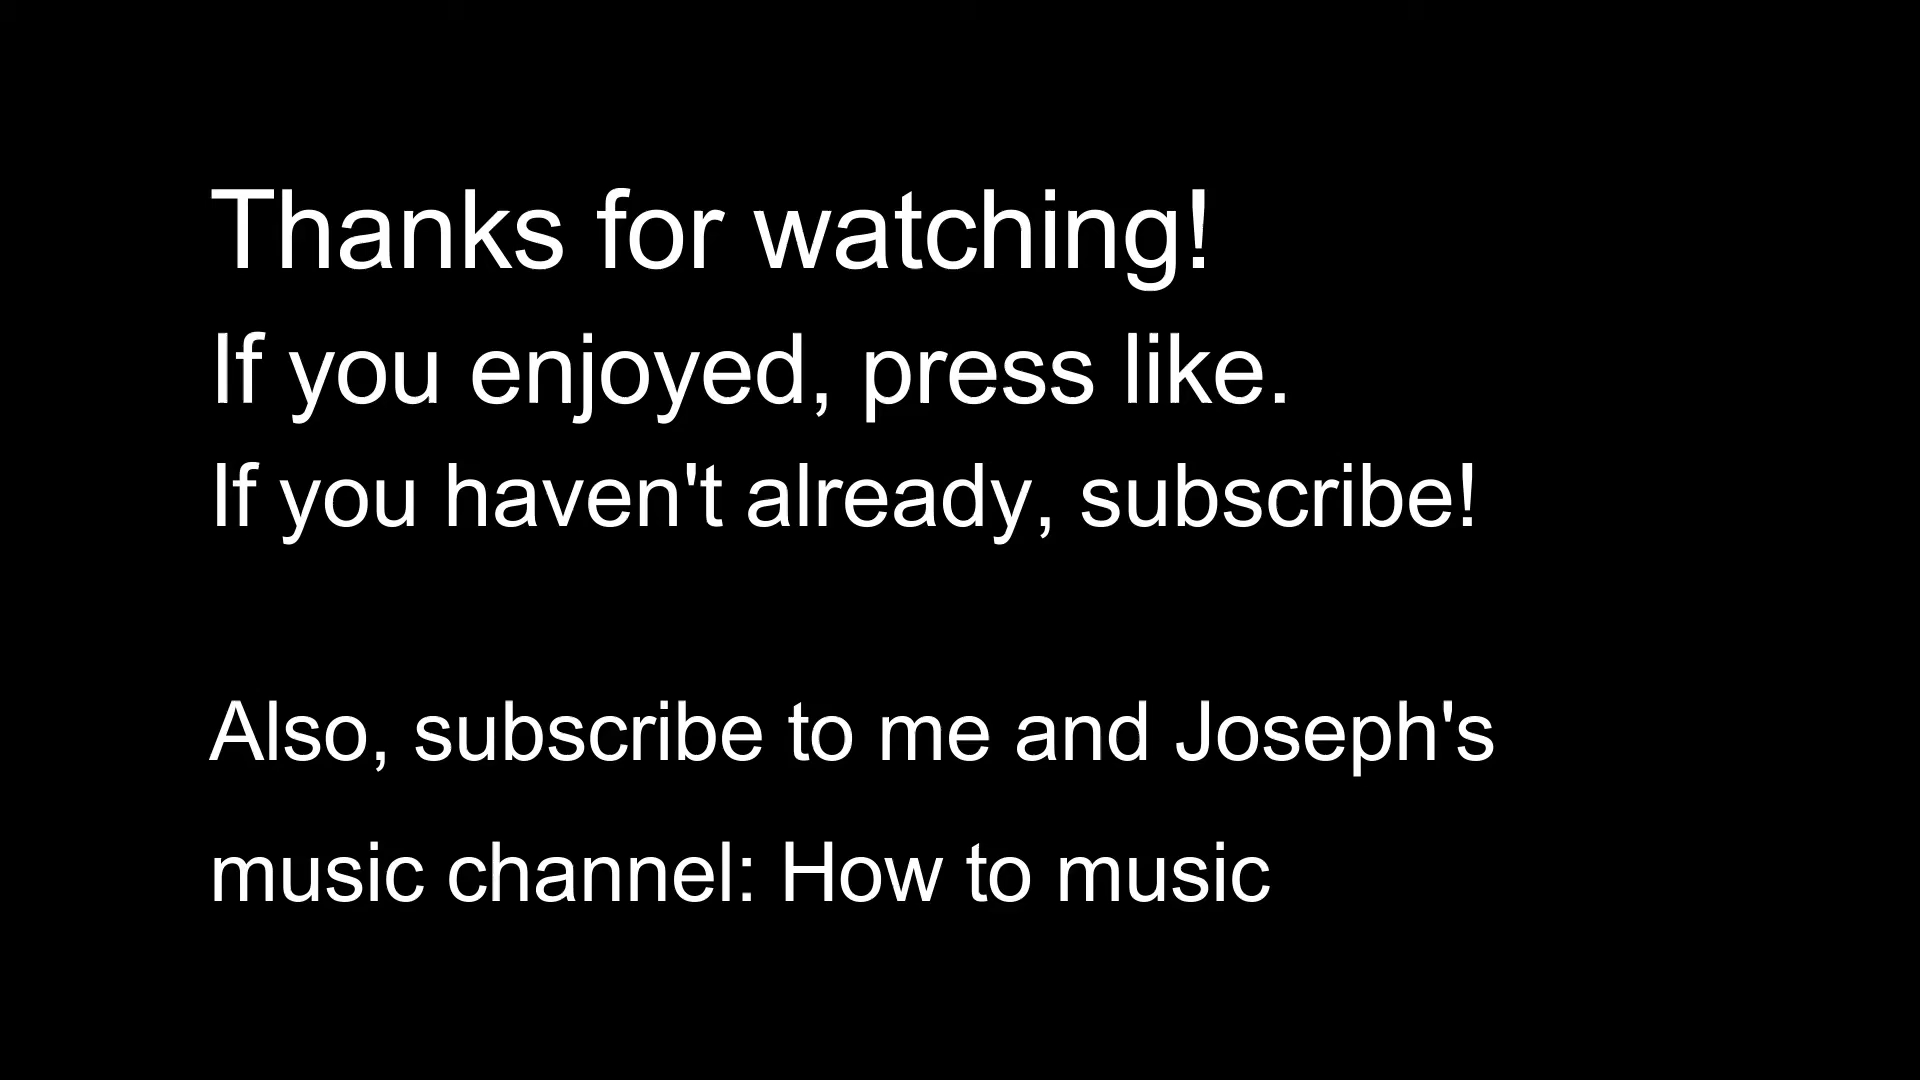 Thanks for watching!
If you enjoyed, press like.
If you haven't already, subscribe!
Also, subscribe to me and Joseph's
music channel: How to music